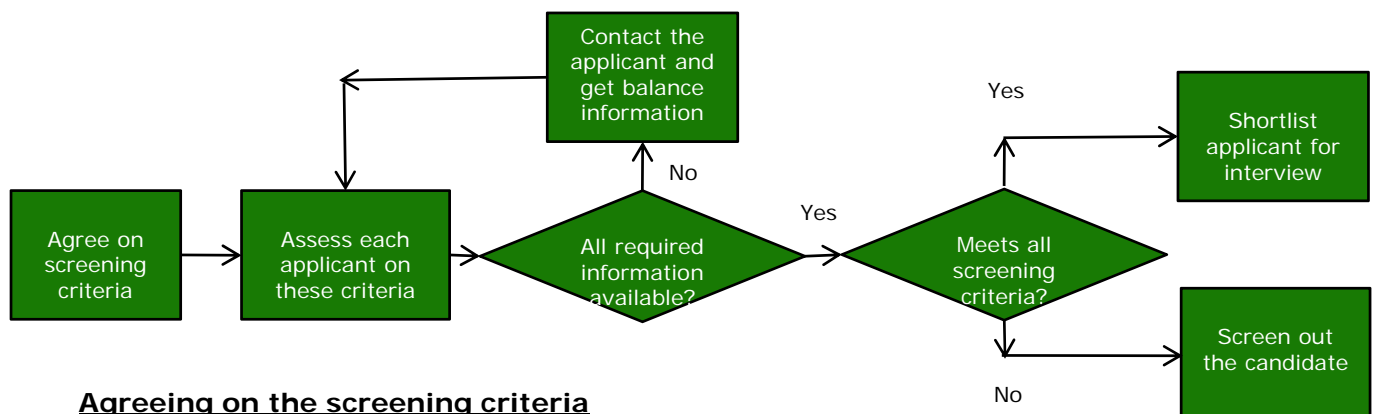 Contact the
applicant and
get balance
information
Yes
Shortlist
applicant for
interview
No
Yes
Agree on
screening
criteria
Assess each
applicant on
these criteria
All required
information
available?
Meets all
screening
criteria?
Screen out
the candidate
No
Agreeing on the screening criteria